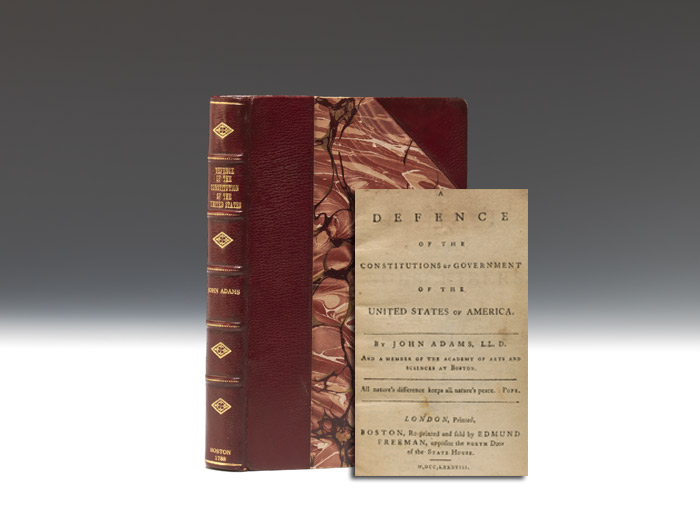 DEFENCE
OF THE
CONSTITUTION
OF THE
UNITED STATES
JOHN ADAMS
BOSTON
1788
A
DEFENCE
OF THE
CONSTITUTIONS OF GOVERNMENT
OF THE
UNITED STATES OF AMERICA.
BY JOHN ADAMS, LL. D.
AND A MEMBER OF THE ACADEMY OF ARTS AND
SCIENCES AT BOSTON.
All nature's difference keeps all nature's peace. POPE.
LONDON, Printed,
BOSTON, Re-printed and sold by EDMUND
FREEMAN, opposite the NORTH Door
of the STATE HOUSE.
M,DCC,LXXXVIII.